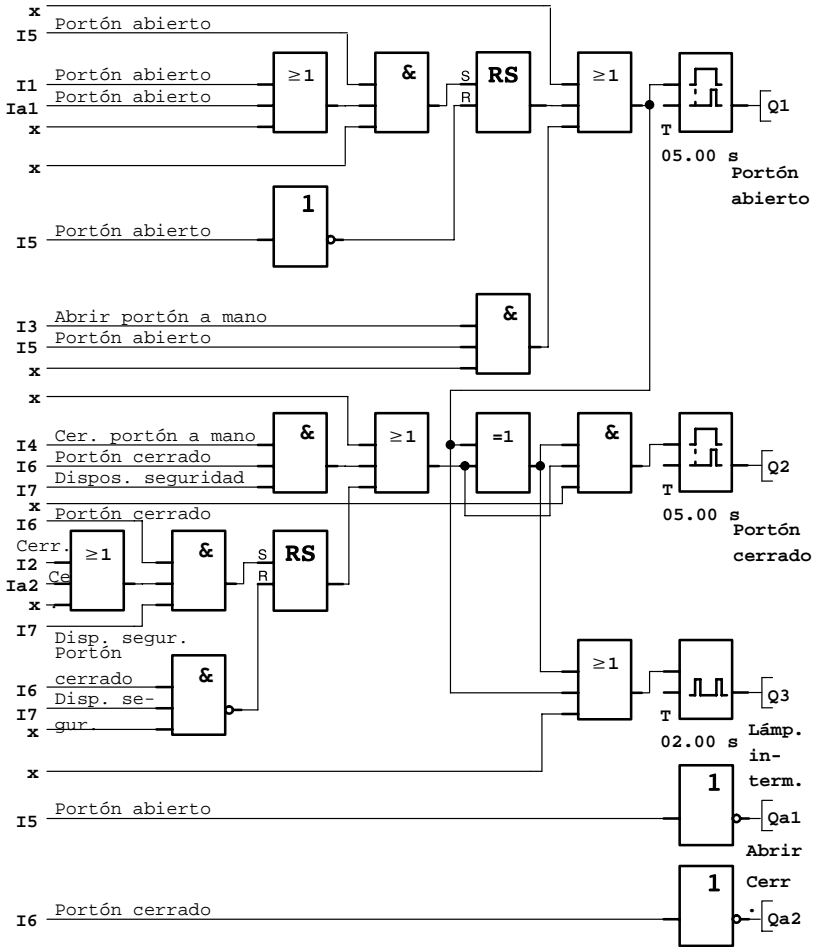 x
I5 Portón abierto
I1 Portón abierto
Ia1 Portón abierto
x
x
≥1
&
S
R
RS
≥1
Q1
T
05.00 s
Portón
abierto
1
I5 Portón abierto
&
I3 Abrir portón a mano
I5 Portón abierto
x
x
I4 Cer. portón a mano
I6 Portón cerrado
I7 Dispos. seguridad
x
&
≥1
=1
&
Q2
T
05.00 s
Portón
cerrado
I6 Portón cerrado
Cerr.
I2
Ia2 Ce
x .
≥1
&
S
R
RS
I7
Disp. segur.
Portón
I6 cerrado
I7 Disp. se-
x gur.
&
≥1
Q3
T
02.00 s
Lámp.
in-
term.
x
1
I5 Portón abierto
Qa1
Abrir
1
Cerr
.
I6 Portón cerrado
Qa2